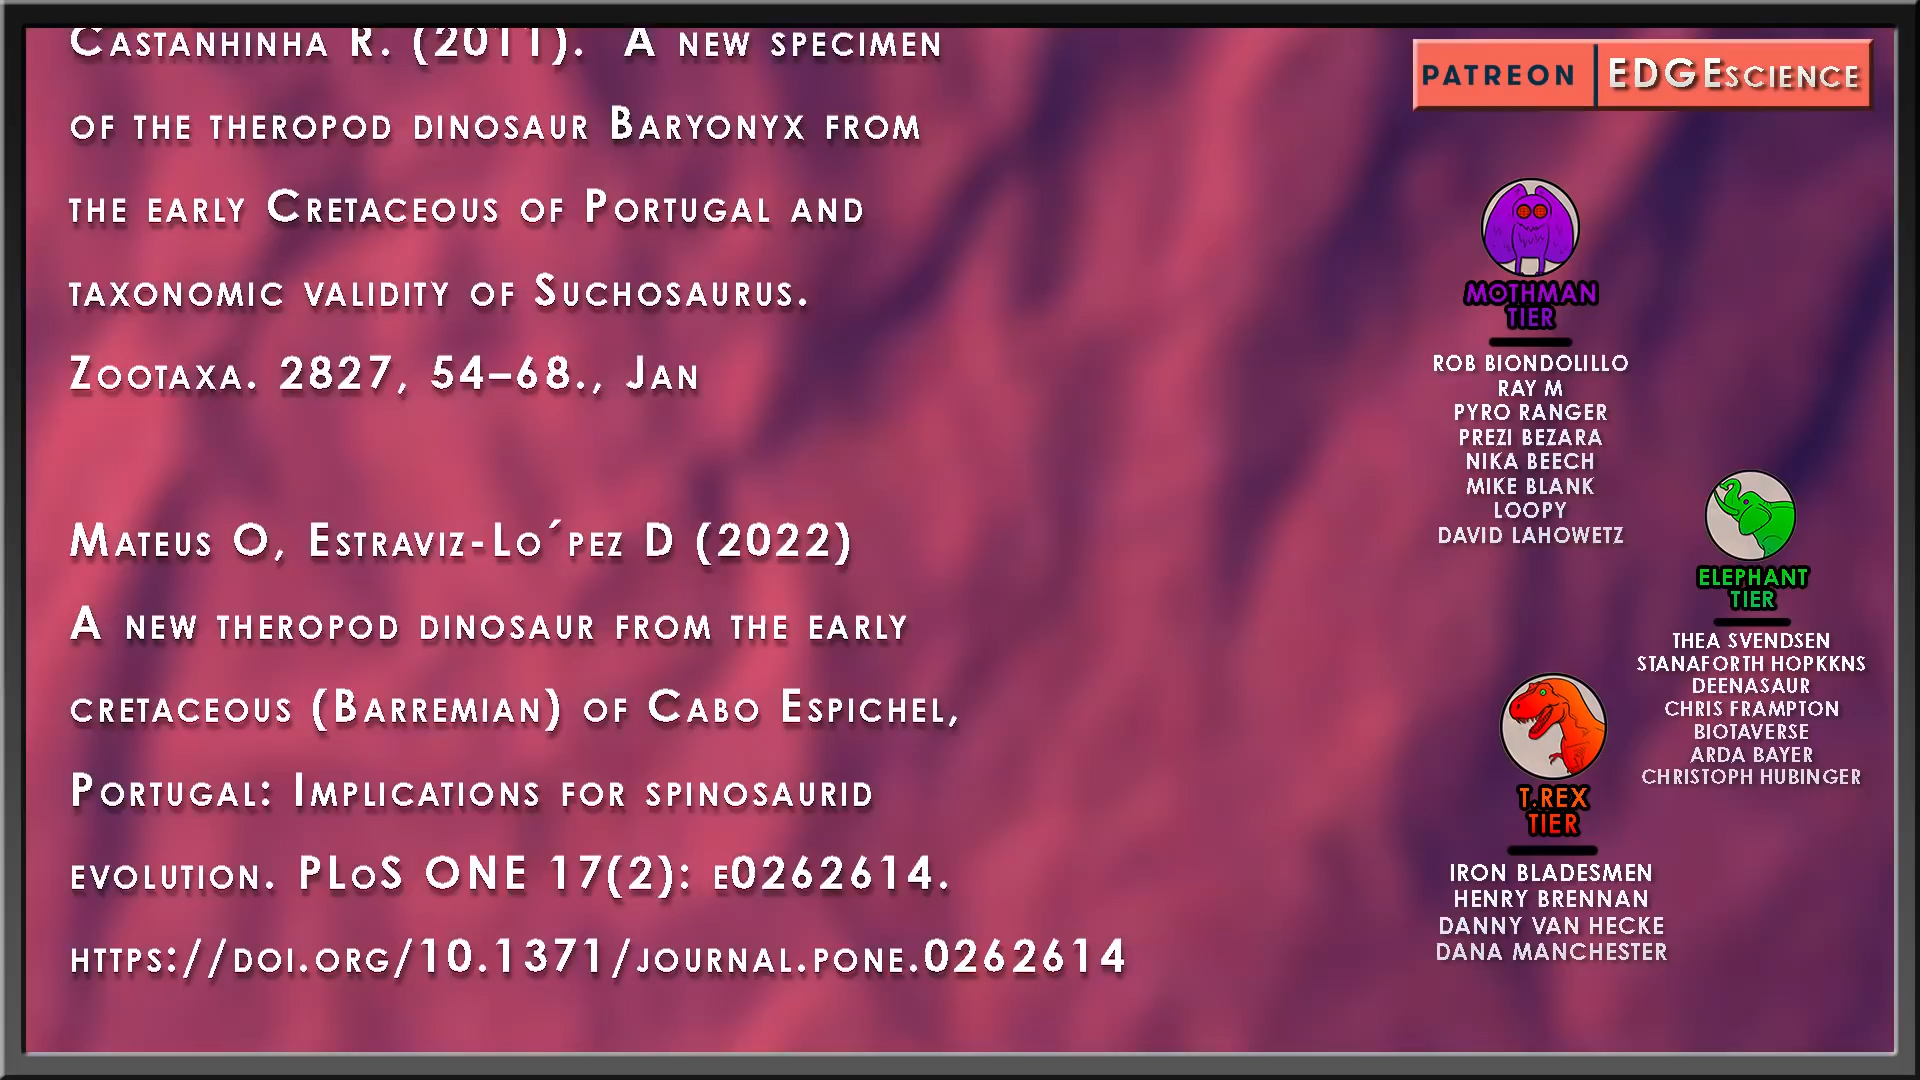 Castanhinha R. (2011). A new specimen
of the theropod dinosaur Baryonyx from
the early Cretaceous of Portugal and
taxonomic validity of Suchosaurus.
Zootaxa. 2827, 54–68., Jan
Mateus O, Estraviz-Lo´pez D (2022)
A new theropod dinosaur from the early
cretaceous (Barremian) of Cabo Espichel,
Portugal: Implications for spinosaurid
evolution. PLoS ONE 17(2): e0262614.
https://doi.org/10.1371/journal.pone.0262614
PATREON EDGEscience
MOTHMAN
TIER
ROB BIONDOLILLO
RAY M
PYRO RANGER
PREZI BEZARA
NIKA BEECH
MIKE BLANK
LOOPY
DAVID LAHOWETZ
ELEPHANT
TIER
THEA SVENDSEN
STANAFORTH HOPKKNS
DEENASAUR
CHRIS FRAMPTON
BIOTAVERSE
ARDA BAYER
CHRISTOPH HUBINGER
T.REX
TIER
IRON BLADESMEN
HENRY BRENNAN
DANNY VAN HECKE
DANA MANCHESTER